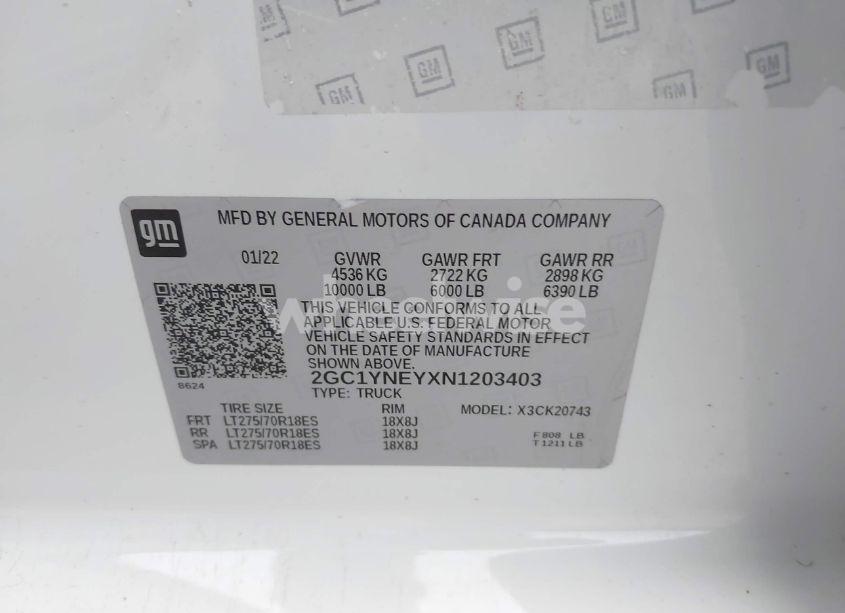 GM GM GM
GM GM GM
gm MFD BY GENERAL MOTORS OF CANADA COMPANY
01/22 GVWR GAWR FRT GAWR RR
4536 KG 2722 KG 2898 KG
10000 LB 6000 LB 6390 LB
THIS VEHICLE CONFORMS TO ALL
APPLICABLE U.S. FEDERAL MOTOR
VEHICLE SAFETY STANDARDS IN EFFECT
ON THE DATE OF MANUFACTURE
SHOWN ABOVE.
8624 2GC1YNEYXN1203403
TYPE: TRUCK
TIRE SIZE RIM MODEL: X3CK20743
FRT LT275/70R18ES 18X8J
RR LT275/70R18ES 18X8J F 808 LB
SPA LT275/70R18ES 18X8J T 1211 LB